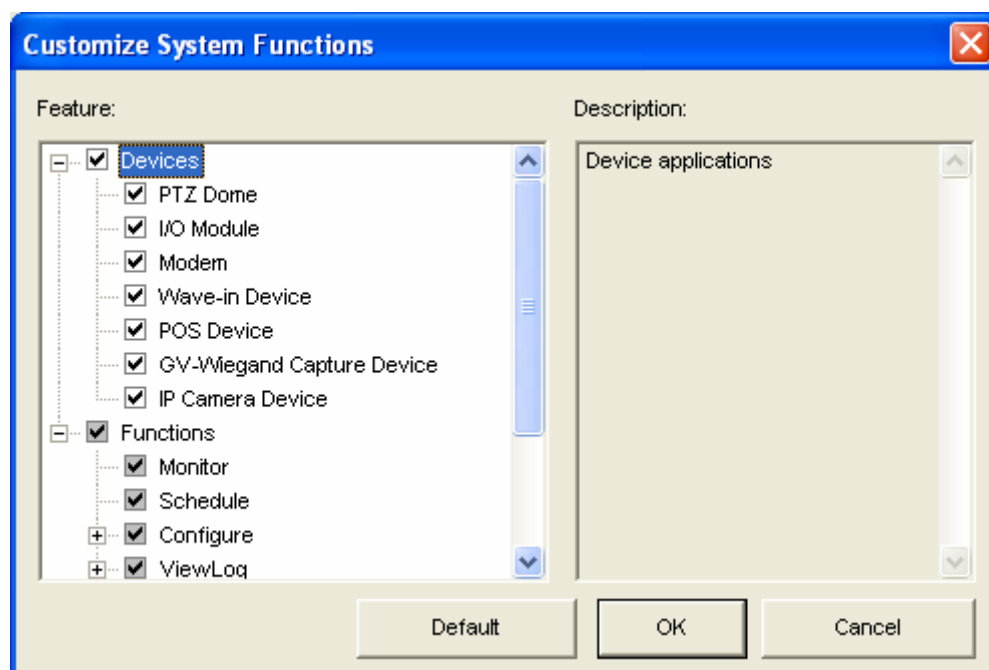 Customize System Functions
Feature:
Description:
Devices
PTZ Dome
I/O Module
Modem
Wave-in Device
POS Device
GV-Wiegand Capture Device
IP Camera Device
Functions
Monitor
Schedule
Configure
ViewLog
Device applications
Default
OK
Cancel